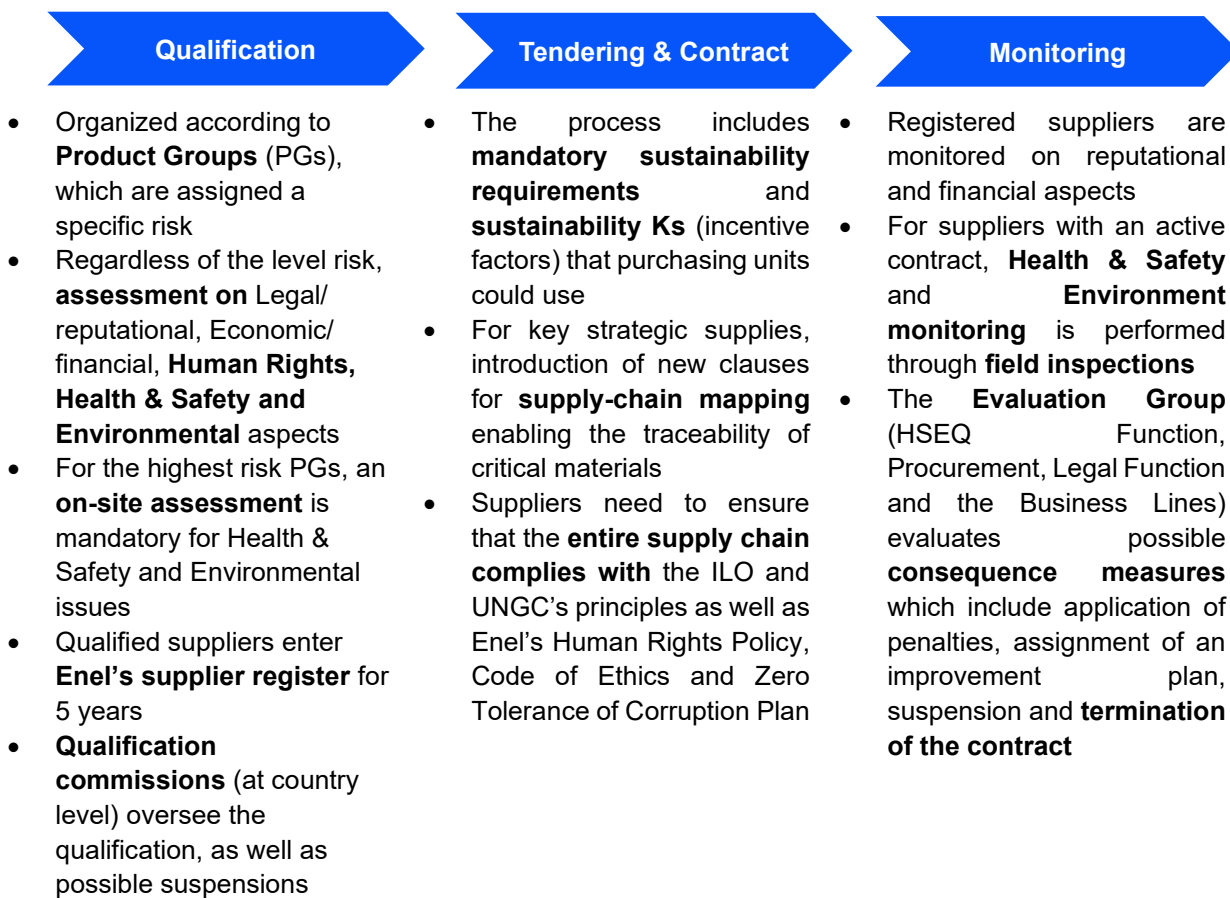 Qualification
Organized according to
Product Groups (PGs),
which are assigned a
specific risk
Regardless of the level risk,
assessment on Legal/
reputational, Economic/
financial, Human Rights,
Health & Safety and
Environmental aspects
For the highest risk PGs, an
on-site assessment is
mandatory for Health &
Safety and Environmental
issues
Qualified suppliers enter
Enel’s supplier register for
5 years
Qualification
commissions (at country
level) oversee the
qualification, as well as
possible suspensions
Tendering & Contract
The process includes
mandatory sustainability
requirements and
sustainability Ks (incentive
factors) that purchasing units
could use
For key strategic supplies,
introduction of new clauses
for supply-chain mapping
enabling the traceability of
critical materials
Suppliers need to ensure
that the entire supply chain
complies with the ILO and
UNGC’s principles as well as
Enel’s Human Rights Policy,
Code of Ethics and Zero
Tolerance of Corruption Plan
Monitoring
Registered suppliers are
monitored on reputational
and financial aspects
For suppliers with an active
contract, Health & Safety
and Environment
monitoring is performed
through field inspections
The Evaluation Group
(HSEQ Function,
Procurement, Legal Function
and the Business Lines)
evaluates possible
consequence measures
which include application of
penalties, assignment of an
improvement plan,
suspension and termination
of the contract